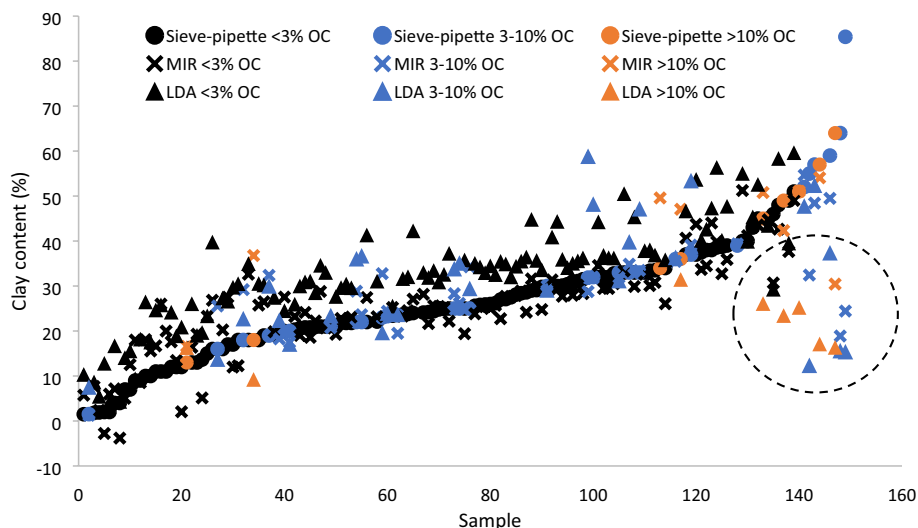 90
80
70
60
50
40
30
20
10
0
-10
Clay content (%)
Sieve-pipette <3% OC Sieve-pipette 3-10% OC Sieve-pipette >10% OC
MIR <3% OC MIR 3-10% OC MIR >10% OC
LDA <3% OC LDA 3-10% OC LDA >10% OC
0 20 40 60 80 100 120 140 160
Sample